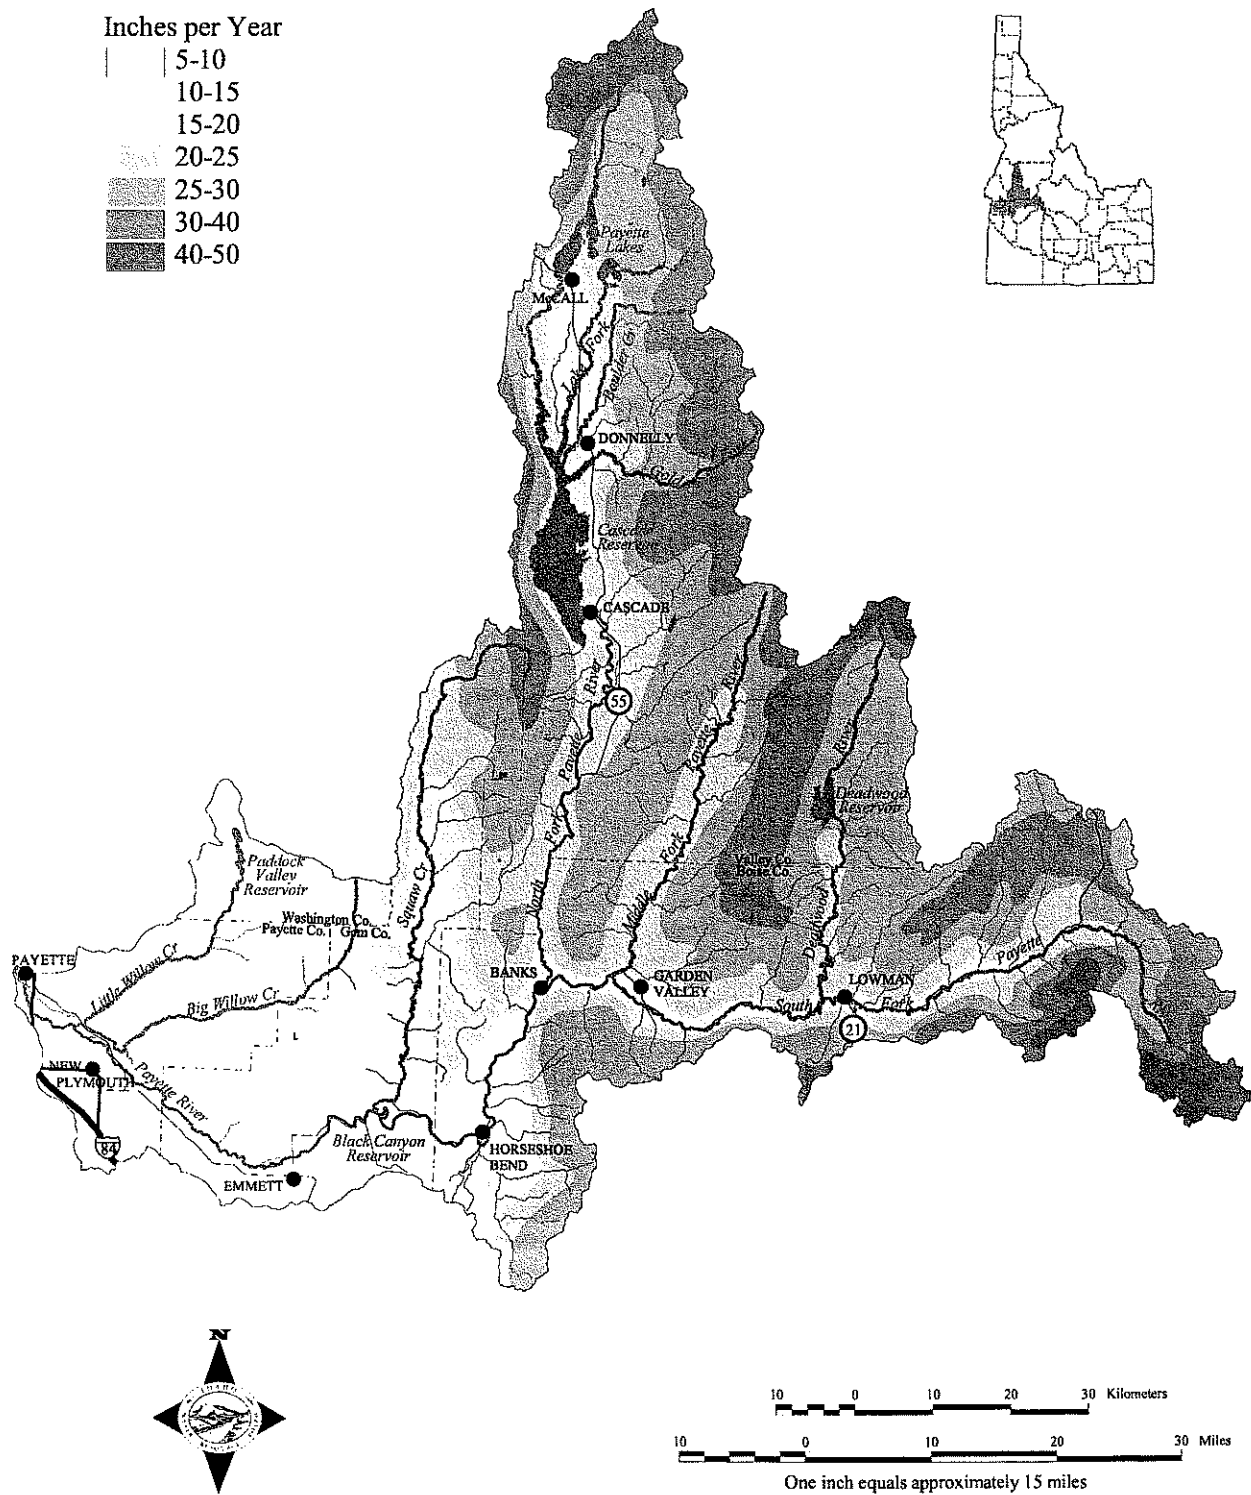 Inches per Year
5-10
10-15
15-20
20-25
25-30
30-40
40-50
Payette
Lakes
McCALL
Lake Fork
Boulder Cr
DONNELLY
Gold
Cascade
Reservoir
CASCADE
River
55
Payette
Fork
North
River
Payette
Fork
Middle
River
Deadwood
Reservoir
Valley Co.
Boise Co.
Deadwood
Squaw Cr
Paddock
Valley
Reservoir
Washington Co.
Payette Co.
Gem Co.
PAYETTE
Little Willow Cr
Big Willow Cr
BANKS
GARDEN
VALLEY
LOWMAN
South
Fork
Payette
21
NEW
PLYMOUTH
Payette River
84
Black Canyon
Reservoir
HORSESHOE
BEND
EMMETT
N
10 0 10 20 30 Kilometers
10 0 10 20 30 Miles
One inch equals approximately 15 miles